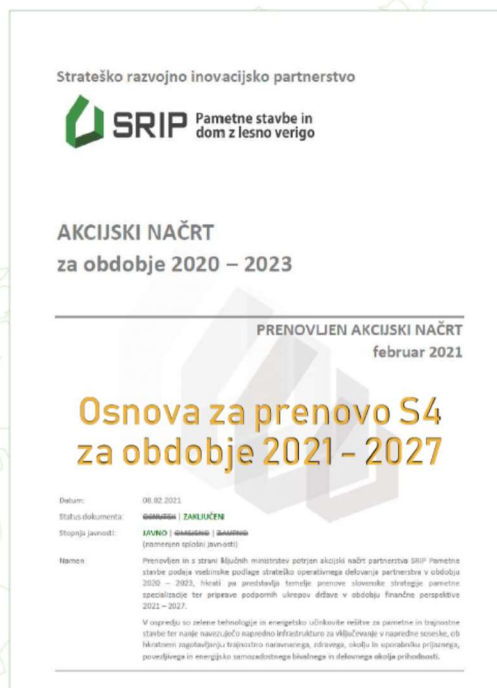 Strateško razvojno inovacijsko partnerstvo
SRIP Pametne stavbe in
dom z lesno verigo
AKCIJSKI NAČRT
za obdobje 2020 – 2023
PRENOVLJEN AKCIJSKI NAČRT
februar 2021
Osnova za prenovo S4
za obdobje 2021 - 2027
Datum: 08.02.2021
Status dokumenta: OSNUTEK | ZAKLJUČENI
Stopnja javnosti: JAVNO | OMEJENO | ZAUPNO
(namenjen splošni javnosti)
Namen Prenovljen in s strani ključnih ministrstev potrjen akcijski načrt partnerstva SRIP Pametne
stavbe podaja vsebinske podlage strateško operativnega delovanja partnerstva v obdobju
2020 – 2023, hkrati pa predstavlja temelje prenove slovenske strategije pametne
specializacije ter priprave podpornih ukrepov države v obdobju finančne perspektive
2021 – 2027.
V ospredju so zelene tehnologije in energetsko učinkovite rešitve za pametne in trajnostne
stavbe ter nanje navezujočo napredno infrastrukturo za vključevanje v napredne soseske, ob
hkratnem zagotavljanju trajnostno naravnanega, zdravega, okolju in uporabniku prijaznega,
povezljivega in energijsko samozadostnega bivalnega in delovnega okolja prihodnosti.